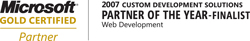 Microsoft
GOLD CERTIFIED
Partner
2007 CUSTOM DEVELOPMENT SOLUTIONS
PARTNER OF THE YEAR-FINALIST
Web Development